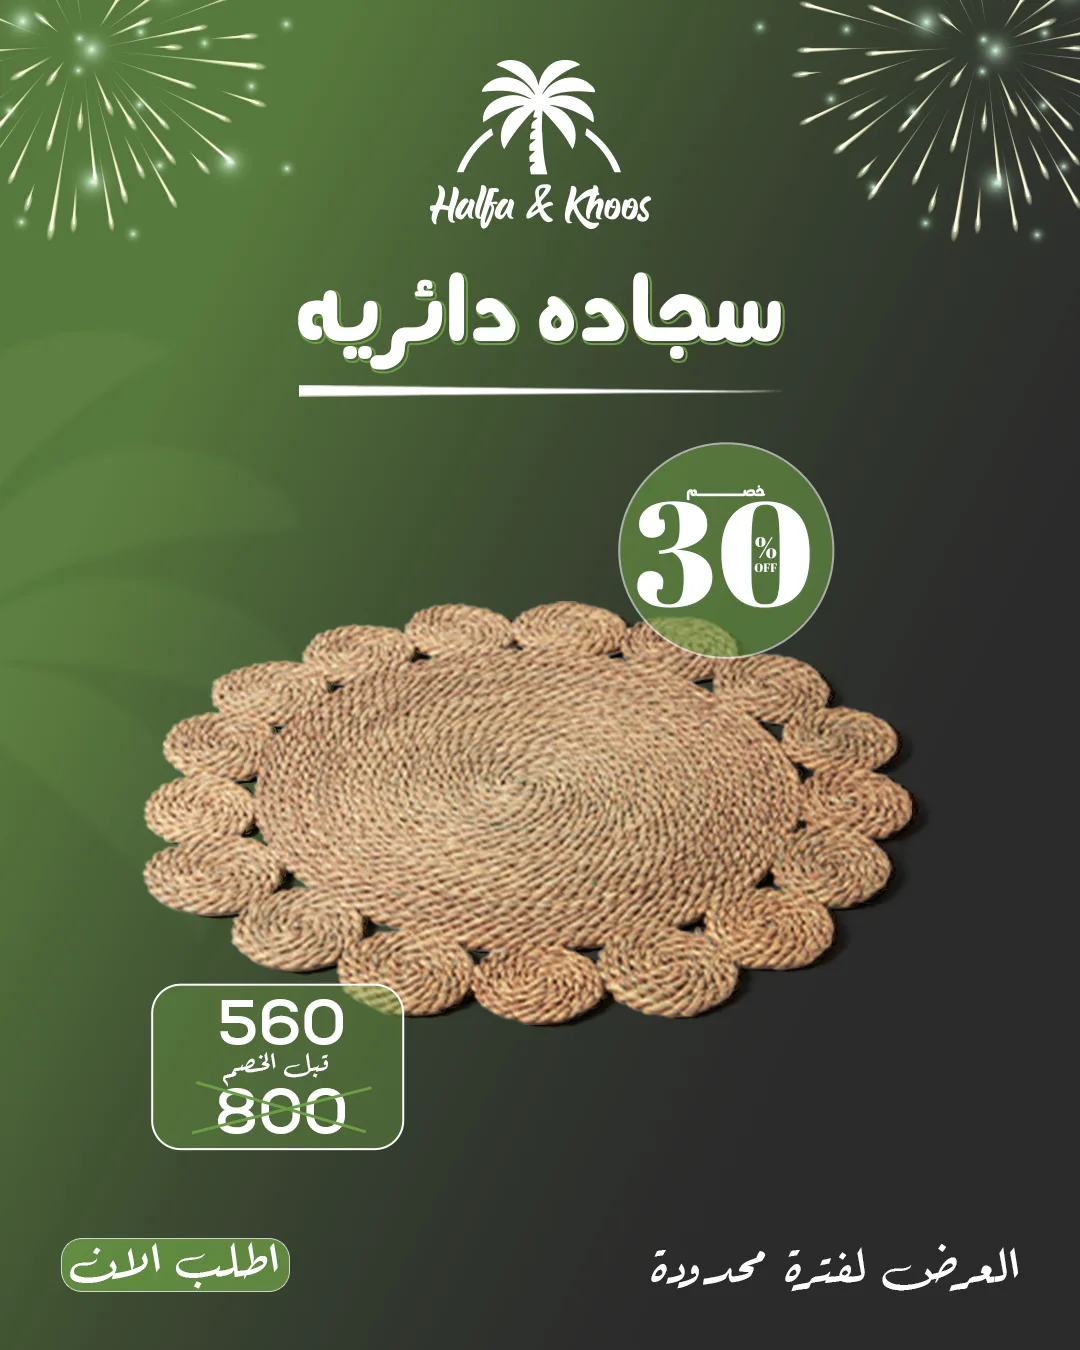 Halfa & Khoos
سجاده دائريه
خصم
30
%
OFF
560
قبل الخصم
800
اطلب الان
العرض لفترة محدودة